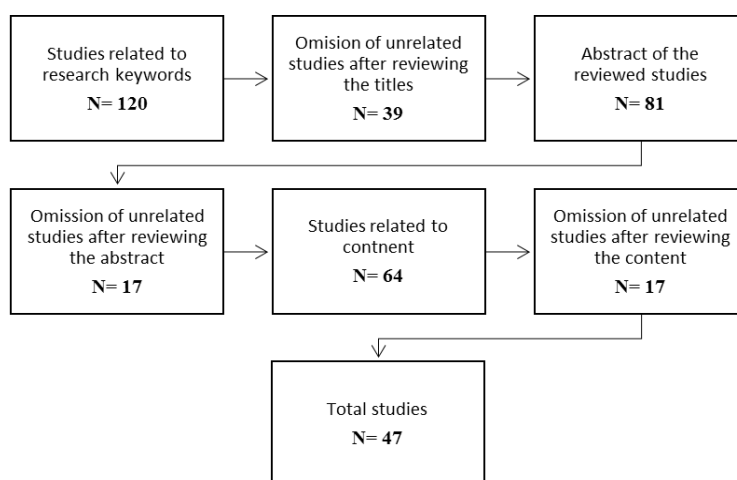 Studies related to
research keywords
N= 120
Omision of unrelated
studies after reviewing
the titles
N= 39
Abstract of the
reviewed studies
N= 81
Omission of unrelated
studies after reviewing
the abstract
N= 17
Studies related to
contnent
N= 64
Omission of unrelated
studies after reviewing
the content
N= 17
Total studies
N= 47